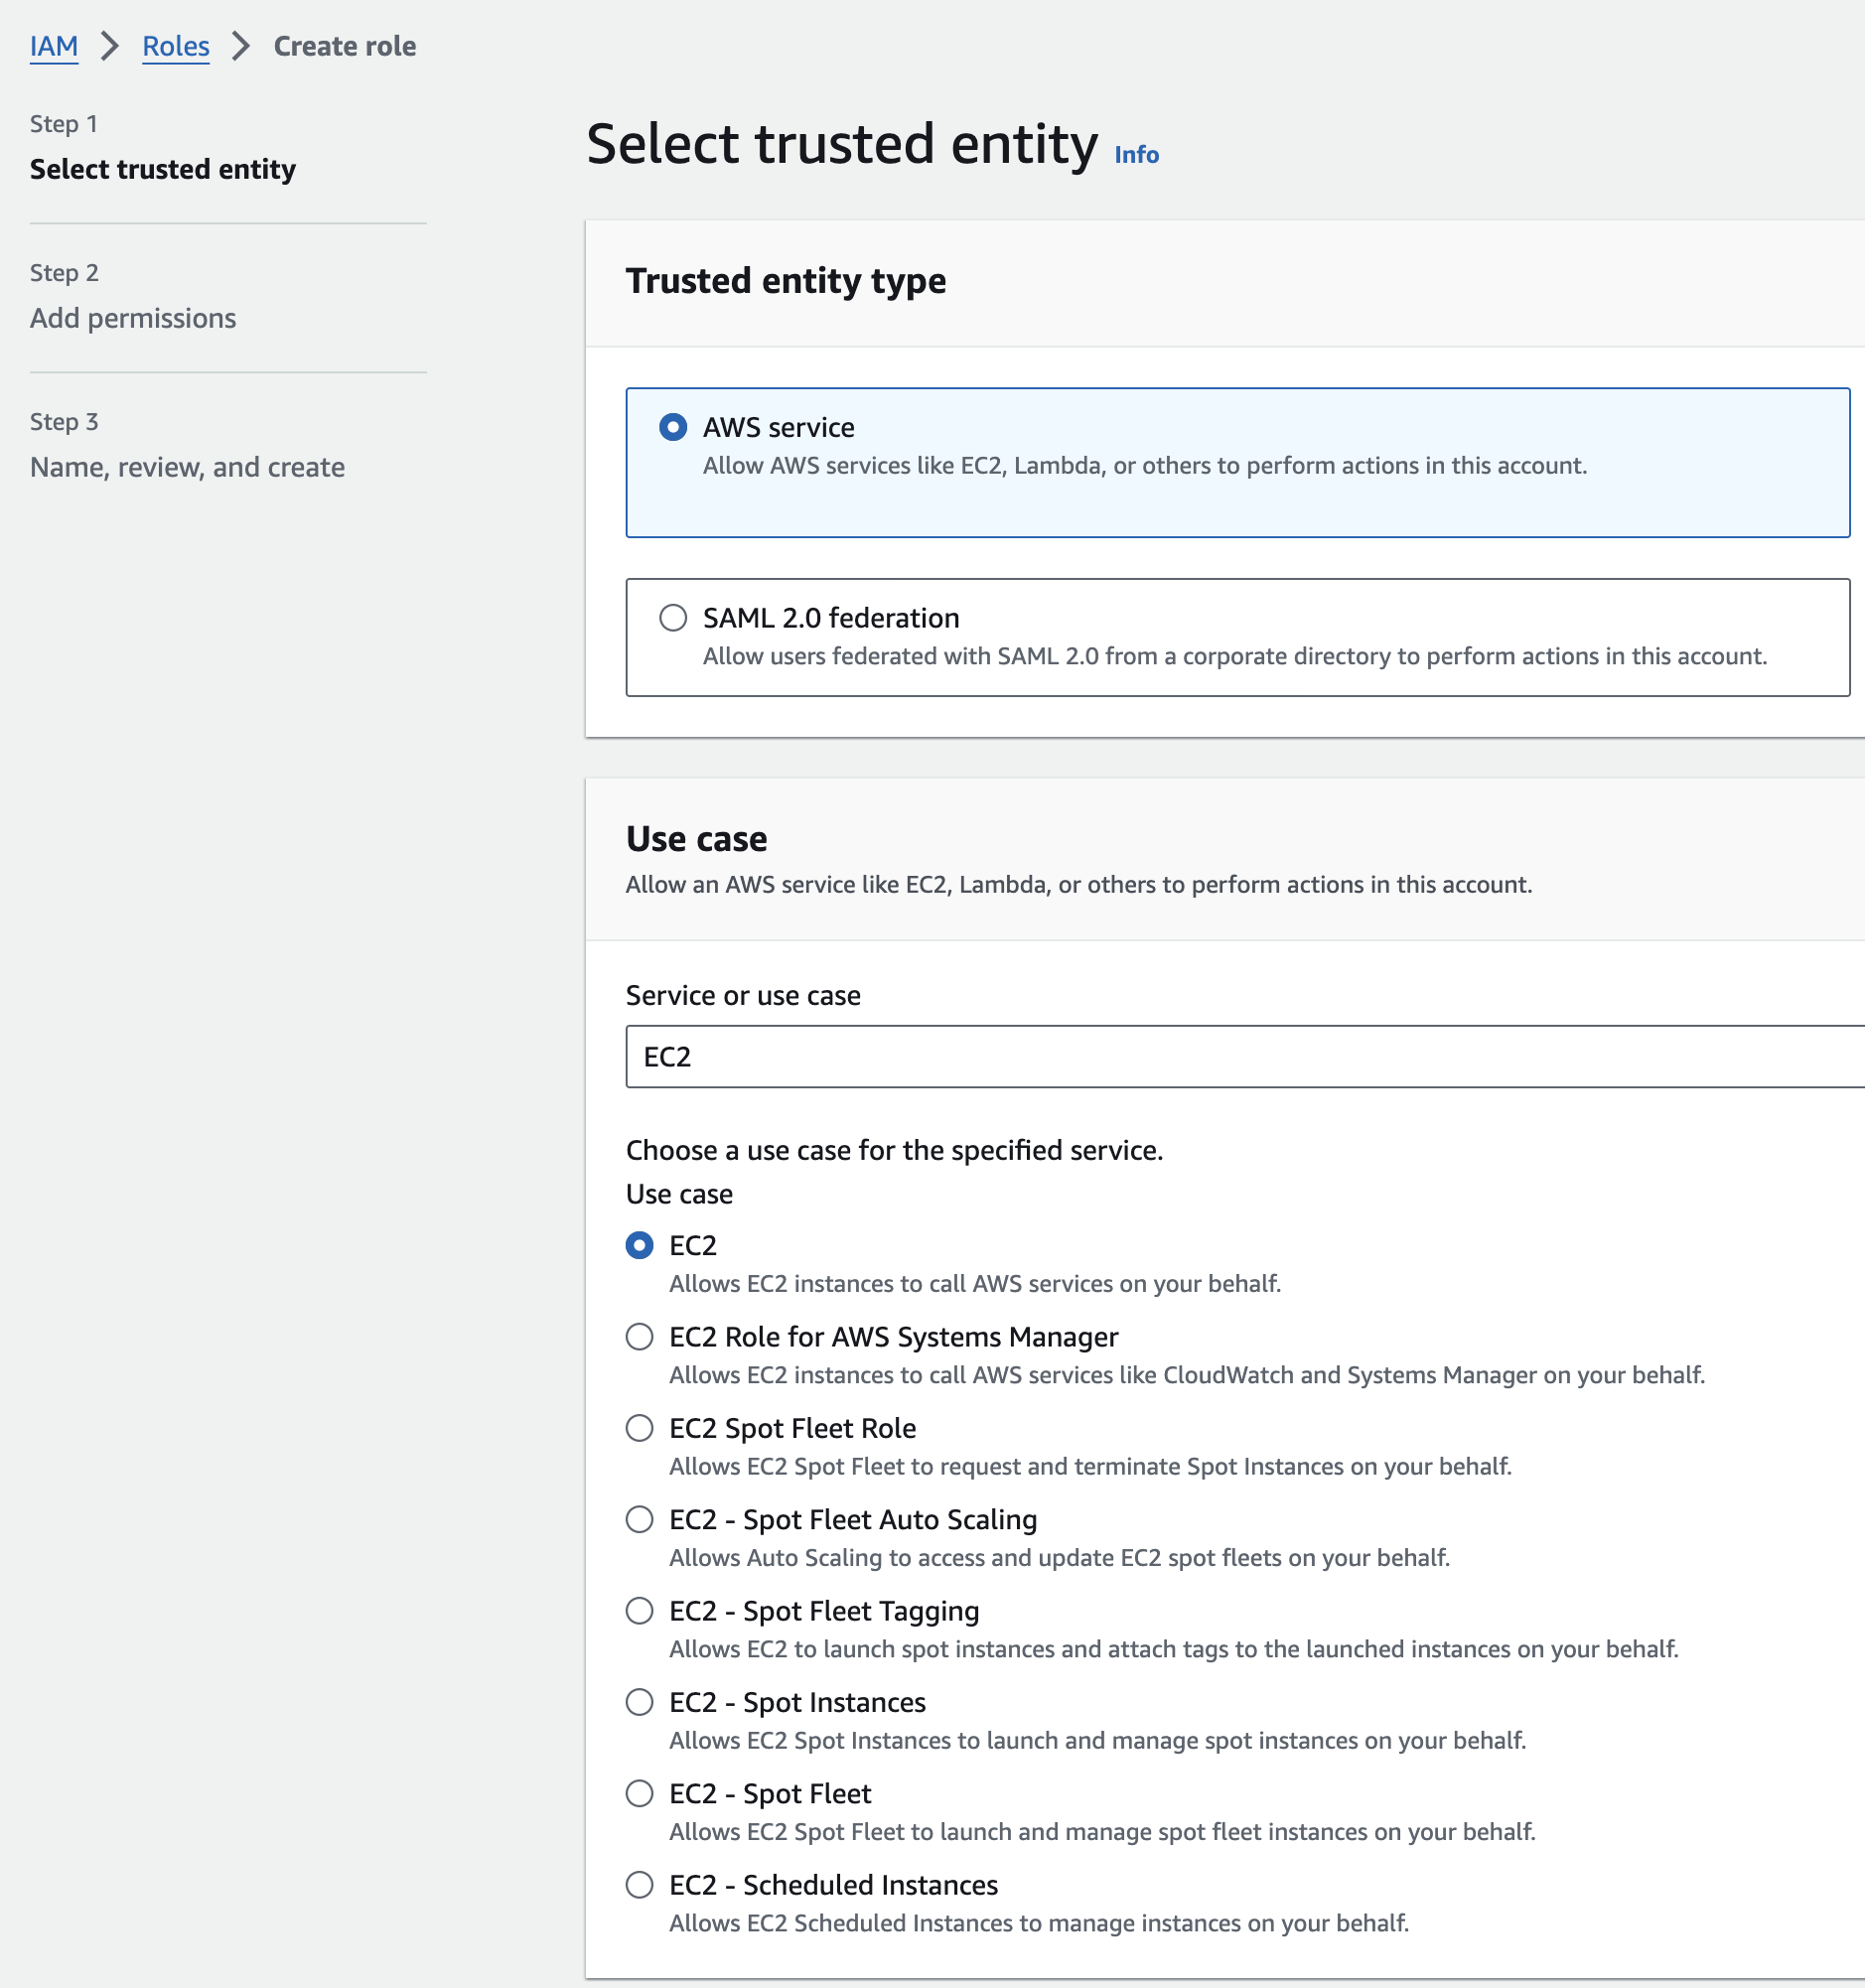 IAM > Roles > Create role
Step 1
Select trusted entity
Step 2
Add permissions
Step 3
Name, review, and create
Select trusted entity Info
Trusted entity type
AWS service
Allow AWS services like EC2, Lambda, or others to perform actions in this account.
SAML 2.0 federation
Allow users federated with SAML 2.0 from a corporate directory to perform actions in this account.
Use case
Allow an AWS service like EC2, Lambda, or others to perform actions in this account.
Service or use case
EC2
Choose a use case for the specified service.
Use case
EC2
Allows EC2 instances to call AWS services on your behalf.
EC2 Role for AWS Systems Manager
Allows EC2 instances to call AWS services like CloudWatch and Systems Manager on your behalf.
EC2 Spot Fleet Role
Allows EC2 Spot Fleet to request and terminate Spot Instances on your behalf.
EC2 - Spot Fleet Auto Scaling
Allows Auto Scaling to access and update EC2 spot fleets on your behalf.
EC2 - Spot Fleet Tagging
Allows EC2 to launch spot instances and attach tags to the launched instances on your behalf.
EC2 - Spot Instances
Allows EC2 Spot Instances to launch and manage spot instances on your behalf.
EC2 - Spot Fleet
Allows EC2 Spot Fleet to launch and manage spot fleet instances on your behalf.
EC2 - Scheduled Instances
Allows EC2 Scheduled Instances to manage instances on your behalf.